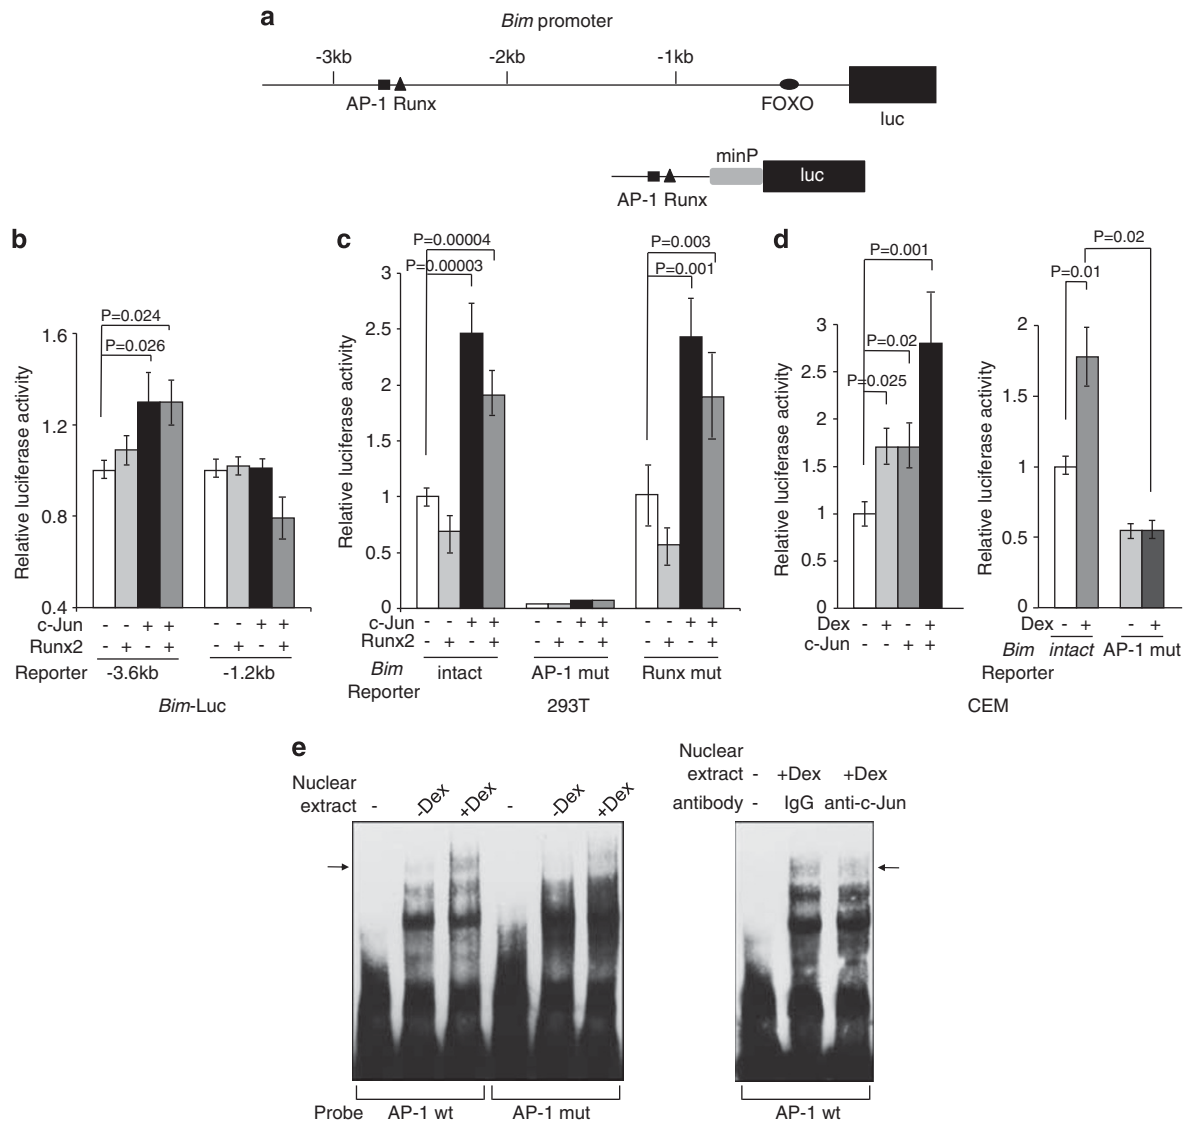 a
Bim promoter
-3kb -2kb -1kb
AP-1 Runx FOXO
luc
minP
luc
AP-1 Runx
b
P=0.024
P=0.026
1.6
1.2
0.8
0.4
Relative luciferase activity
c-Jun - - + + - - + +
Runx2 - + - + - + - +
Reporter -3.6kb -1.2kb
Bim-Luc
c
P=0.00004
P=0.00003
P=0.003
P=0.001
3
2.5
2
1.5
1
0.5
0
Relative luciferase activity
- - + + - - + + - - + +
- + - + - + - + - + - +
Bim
Reporter
intact AP-1 mut Runx mut
293T
d
P=0.001
P=0.02
P=0.025
3
2.5
2
1.5
1
0.5
0
Relative luciferase activity
Dex - + - +
c-Jun - - + +
P=0.02
P=0.01
2
1.5
1
0.5
0
Relative luciferase activity
Dex - + - +
Bim intact AP-1 mut
Reporter
CEM
e
Nuclear
extract - -Dex +Dex - -Dex +Dex
Probe AP-1 wt AP-1 mut
Nuclear
extract - +Dex +Dex
antibody - IgG anti-c-Jun
AP-1 wt